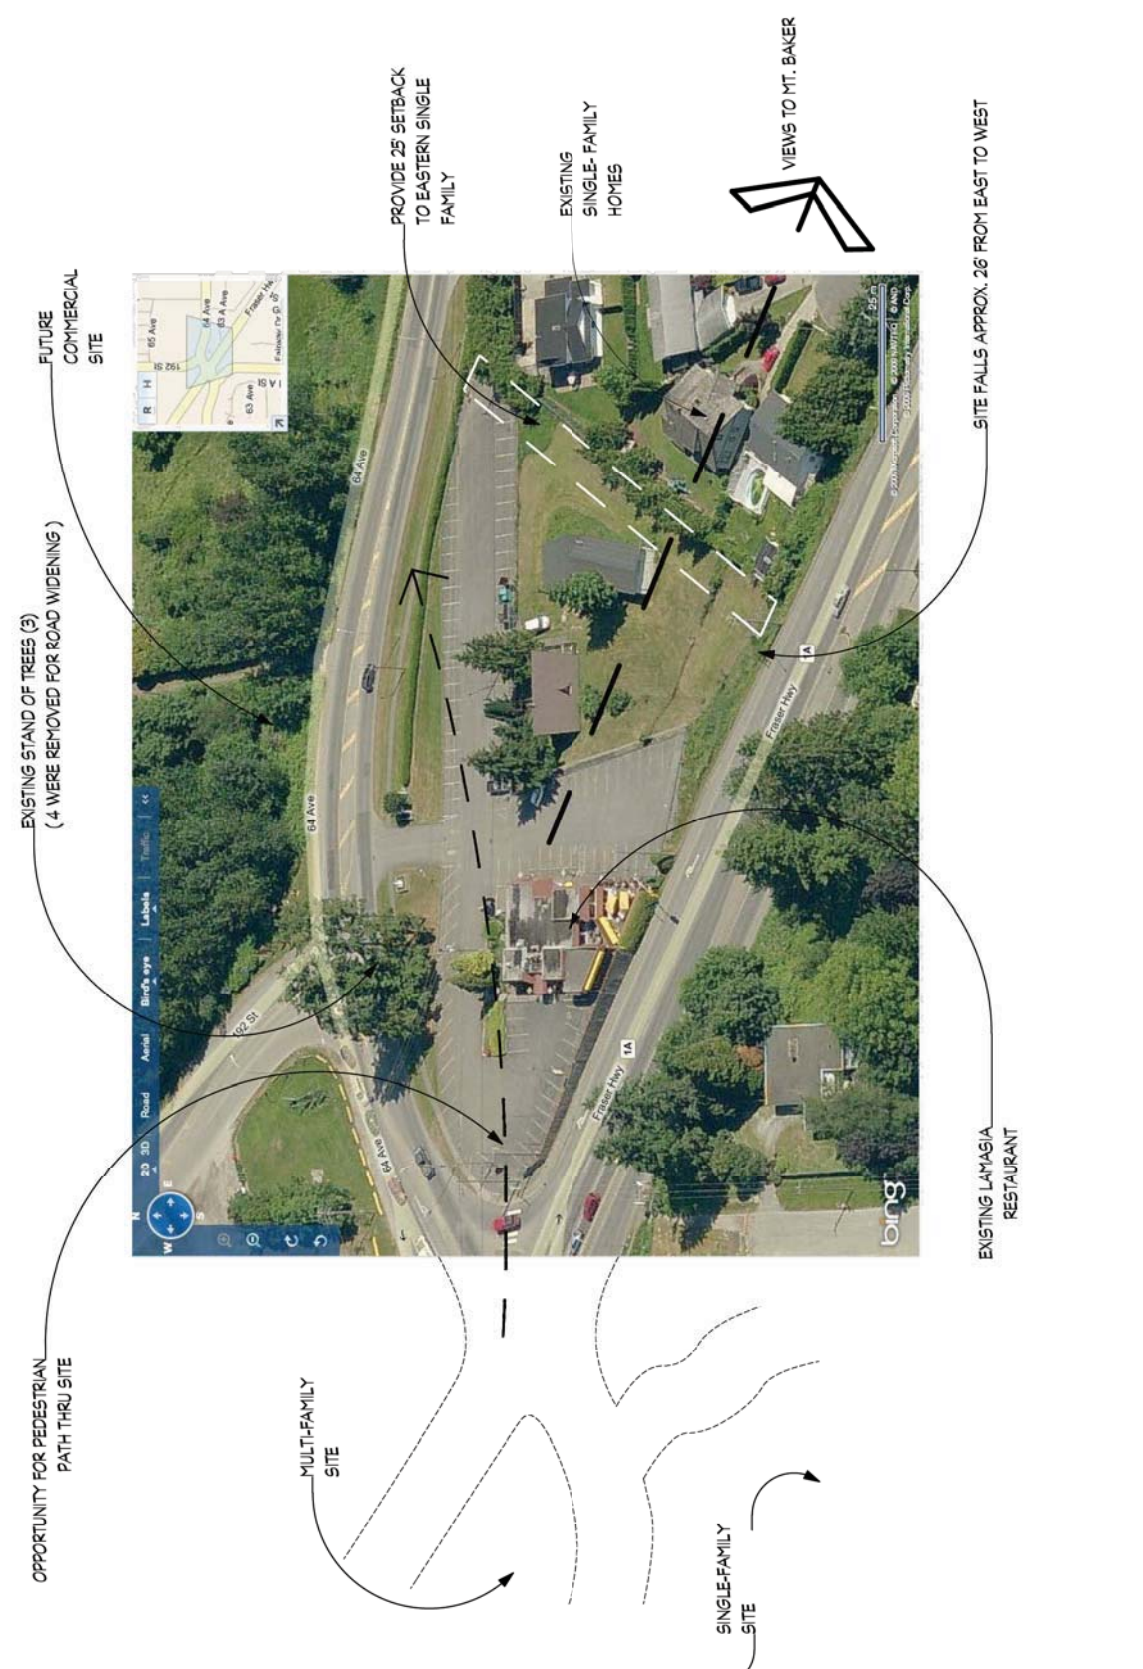 OPPORTUNITY FOR PEDESTRIAN
PATH THRU SITE
EXISTING STAND OF TREES (3)
( 4 WERE REMOVED FOR ROAD WIDENING )
FUTURE
COMMERCIAL
SITE
PROVIDE 25' SETBACK
TO EASTERN SINGLE
FAMILY
EXISTING
SINGLE- FAMILY
HOMES
VIEWS TO MT. BAKER
SITE FALLS APPROX. 26' FROM EAST TO WEST
EXISTING LAMASIA
RESTAURANT
MULTI-FAMILY
SITE
SINGLE-FAMILY
SITE
2D 3D Road Aerial Bird's eye Labels Traffic «
N
W E
S
R H
65 Ave
192 St
64 Ave
63 A Ave
Fraser Hw
63 Ave
192 St
64 Ave
64 Ave
64 Ave
Fraser Hwy
1A
Fraser Hwy
1A
25 m
bing